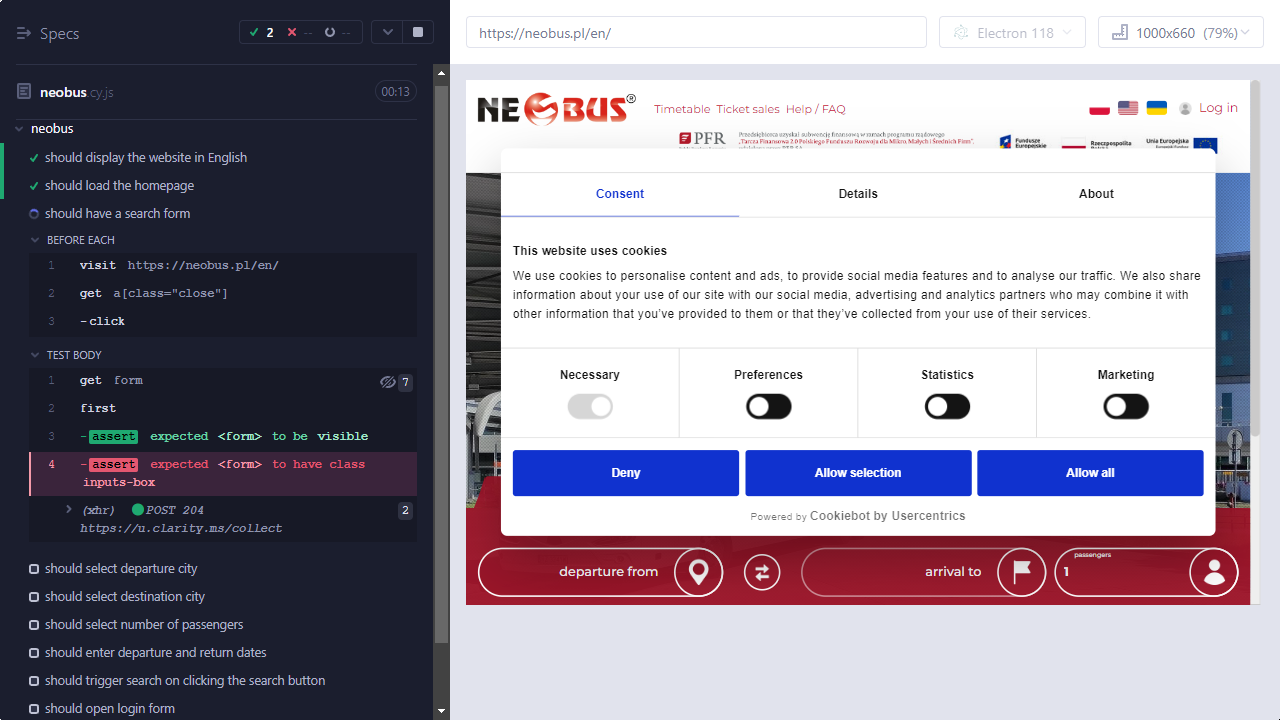 Specs
2
--
--
neobus cy.js
00:13
neobus
should display the website in English
should load the homepage
should have a search form
BEFORE EACH
1 visit https://neobus.pl/en/
2 get a[class="close"]
3 -click
TEST BODY
1 get form
7
2 first
3 -assert expected <form> to be visible
4 -assert expected <form> to have class
inputs-box
(xhr) POST 204
https://u.clarity.ms/collect
2
should select departure city
should select destination city
should select number of passengers
should enter departure and return dates
should trigger search on clicking the search button
should open login form
https://neobus.pl/en/
Electron 118
1000x660 (79%)
NEOBUS®
Timetable Ticket sales Help / FAQ
Log in
PFR
Przedsiębiorca uzyskał subwencję finansową w ramach programu rządowego
„Tarcza Finansowa 2.0 Polskiego Funduszu Rozwoju dla Mikro, Małych i Średnich Firm”,
Fundusze
Europejskie
Rzeczpospolita
Unia Europejska
Consent
Details
About
This website uses cookies
We use cookies to personalise content and ads, to provide social media features and to analyse our traffic. We also share
information about your use of our site with our social media, advertising and analytics partners who may combine it with
other information that you’ve provided to them or that they’ve collected from your use of their services.
Necessary
Preferences
Statistics
Marketing
Deny
Allow selection
Allow all
Powered by Cookiebot by Usercentrics
departure from
arrival to
passengers
1